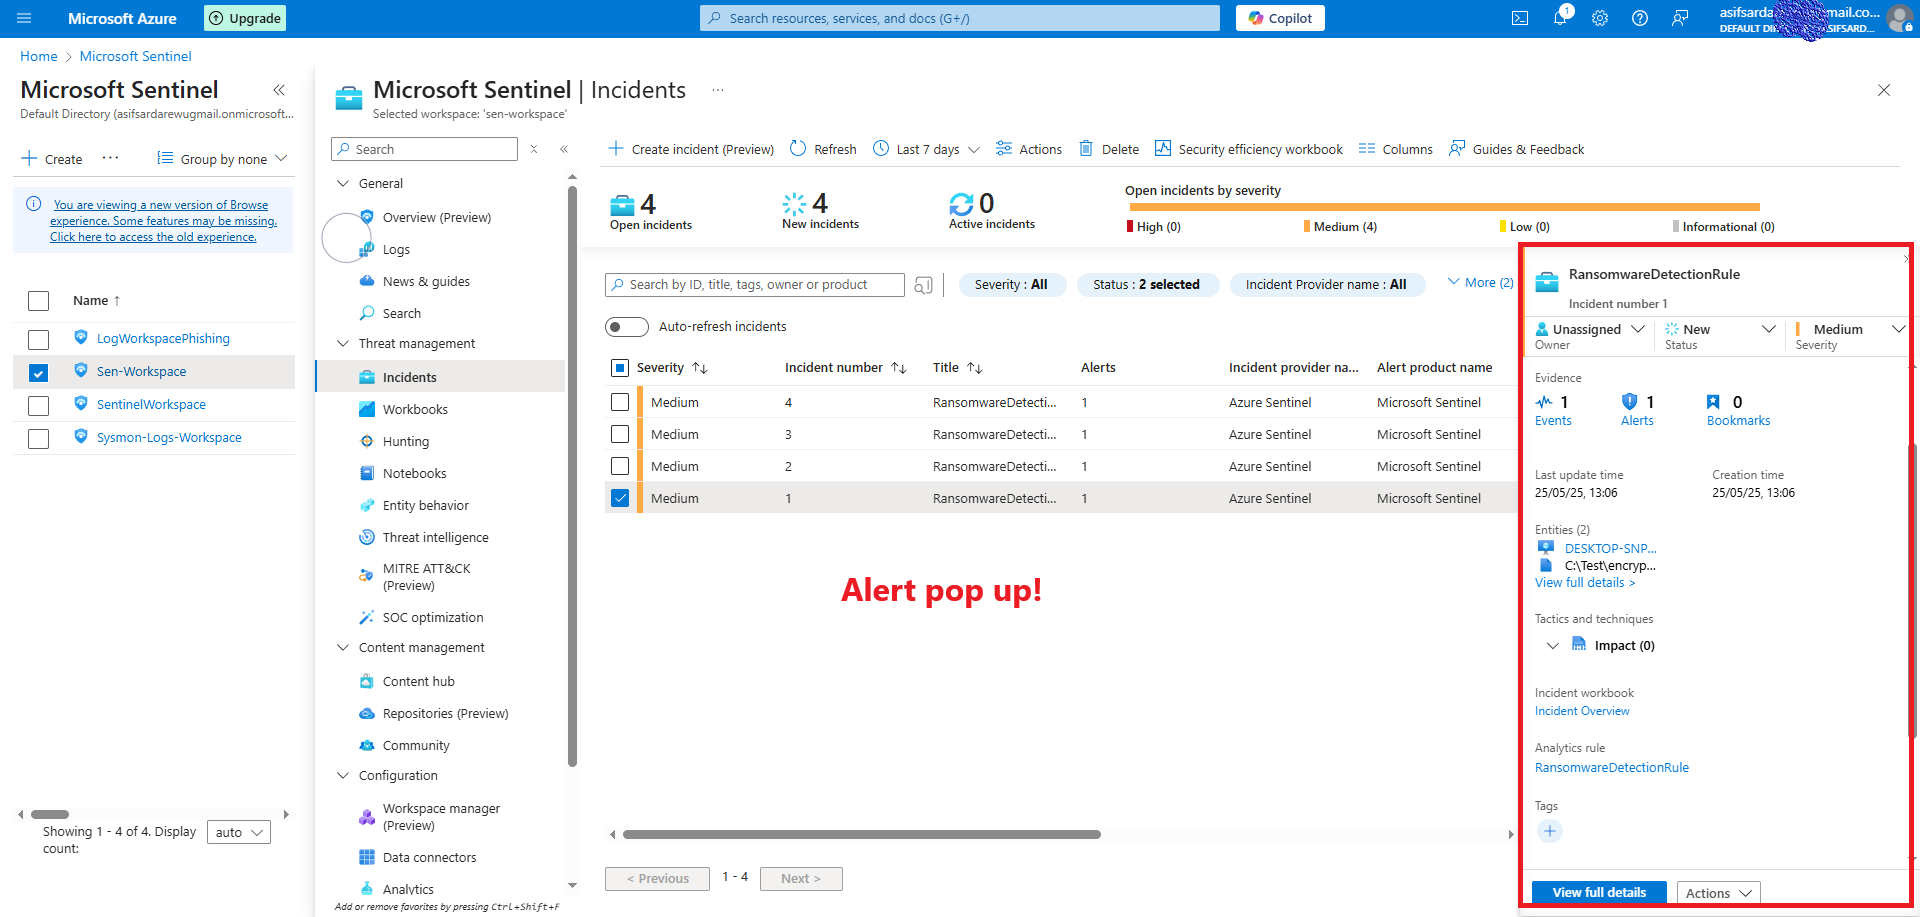 Microsoft Azure
Upgrade
Search resources, services, and docs (G+/)
Copilot
1
DEFAULT
Home > Microsoft Sentinel
Microsoft Sentinel
«
Default Directory (asifsardarewugmail.onmicrosoft...
Create
...
Group by none
You are viewing a new version of Browse
experience. Some features may be missing.
Click here to access the old experience.
Name ↑
LogWorkspacePhishing
Sen-Workspace
SentinelWorkspace
Sysmon-Logs-Workspace
Showing 1 - 4 of 4. Display
count:
auto
Microsoft Sentinel | Incidents
...
Selected workspace: 'sen-workspace'
Search
«
General
Overview (Preview)
Logs
News & guides
Search
Threat management
Incidents
Workbooks
Hunting
Notebooks
Entity behavior
Threat intelligence
MITRE ATT&CK
(Preview)
SOC optimization
Content management
Content hub
Repositories (Preview)
Community
Configuration
Workspace manager
(Preview)
Data connectors
Analytics
Add or remove favorites by pressing Ctrl+Shift+F
Create incident (Preview)
Refresh
Last 7 days
Actions
Delete
Security efficiency workbook
Columns
Guides & Feedback
4
Open incidents
4
New incidents
0
Active incidents
Open incidents by severity
High (0)
Medium (4)
Low (0)
Informational (0)
Search by ID, title, tags, owner or product
Severity : All
Status : 2 selected
Incident Provider name : All
More (2)
Auto-refresh incidents
Severity ↑↓ Incident number ↑↓ Title ↑↓ Alerts Incident provider na... Alert product name
Medium 4 RansomwareDetecti... 1 Azure Sentinel Microsoft Sentinel
Medium 3 RansomwareDetecti... 1 Azure Sentinel Microsoft Sentinel
Medium 2 RansomwareDetecti... 1 Azure Sentinel Microsoft Sentinel
Medium 1 RansomwareDetecti... 1 Azure Sentinel Microsoft Sentinel
Alert pop up!
< Previous
1 - 4
Next >
RansomwareDetectionRule
Incident number 1
Unassigned
Owner
New
Status
Medium
Severity
Evidence
1
Events
1
Alerts
0
Bookmarks
Last update time
25/05/25, 13:06
Creation time
25/05/25, 13:06
Entities (2)
DESKTOP-SNP...
C:\Test\encryp...
View full details >
Tactics and techniques
Impact (0)
Incident workbook
Incident Overview
Analytics rule
RansomwareDetectionRule
Tags
View full details
Actions